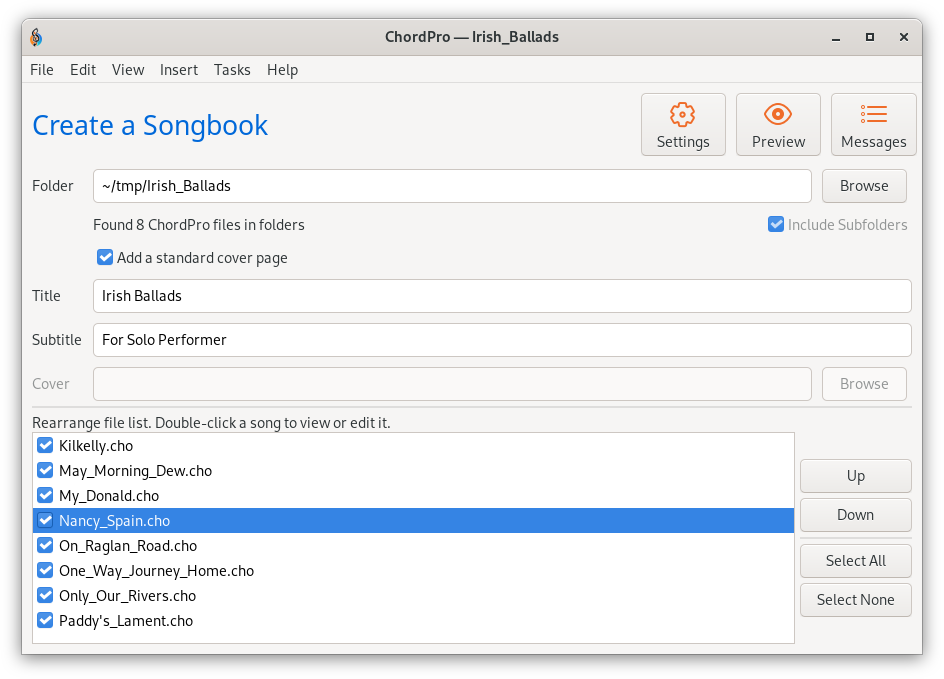 ChordPro — Irish_Ballads
File Edit View Insert Tasks Help
Create a Songbook
Settings Preview Messages
Folder ~/tmp/Irish_Ballads Browse
Found 8 ChordPro files in folders Include Subfolders
Add a standard cover page
Title Irish Ballads
Subtitle For Solo Performer
Cover Browse
Rearrange file list. Double-click a song to view or edit it.
Kilkelly.cho
May_Morning_Dew.cho
My_Donald.cho
Nancy_Spain.cho
On_Raglan_Road.cho
One_Way_Journey_Home.cho
Only_Our_Rivers.cho
Paddy's_Lament.cho
Up
Down
Select All
Select None